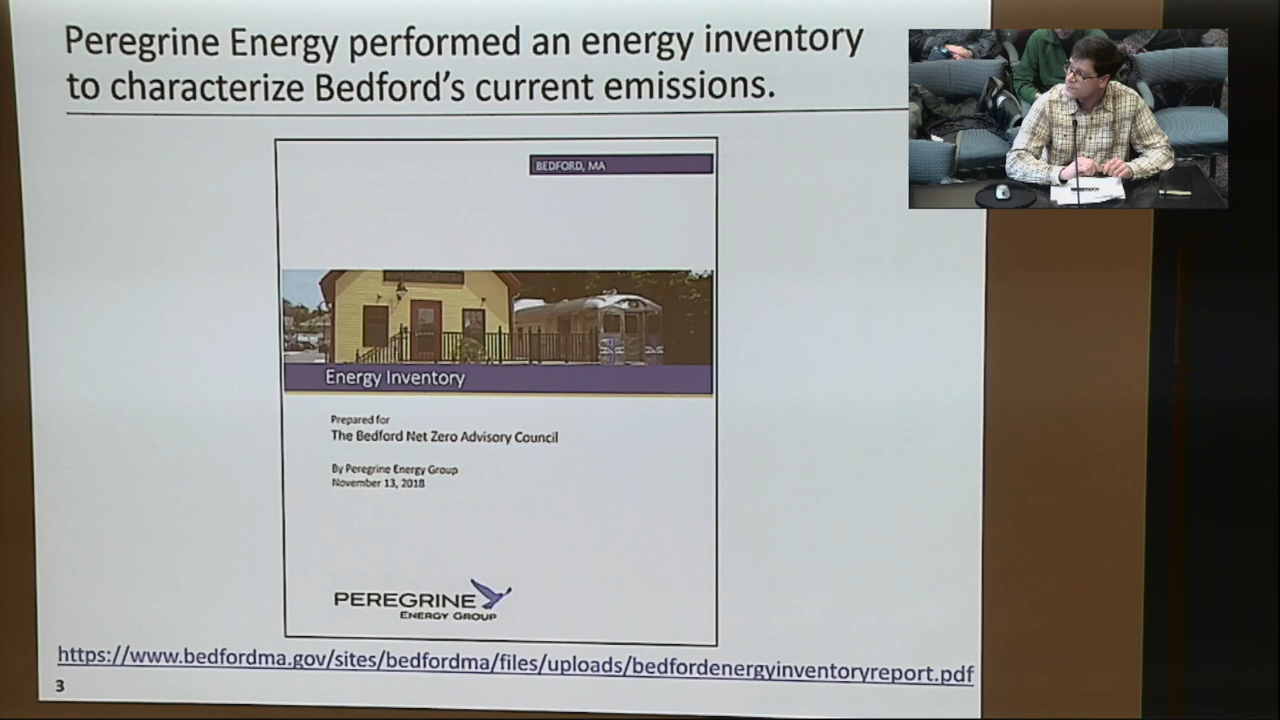 Peregrine Energy performed an energy inventory
to characterize Bedford's current emissions.
BEDFORD, MA
Energy Inventory
Prepared for
The Bedford Net Zero Advisory Council
By Peregrine Energy Group
November 13, 2018
PEREGRINE
ENERGY GROUP
https://www.bedfordma.gov/sites/bedfordma/files/uploads/bedfordenergyinventoryreport.pdf
3